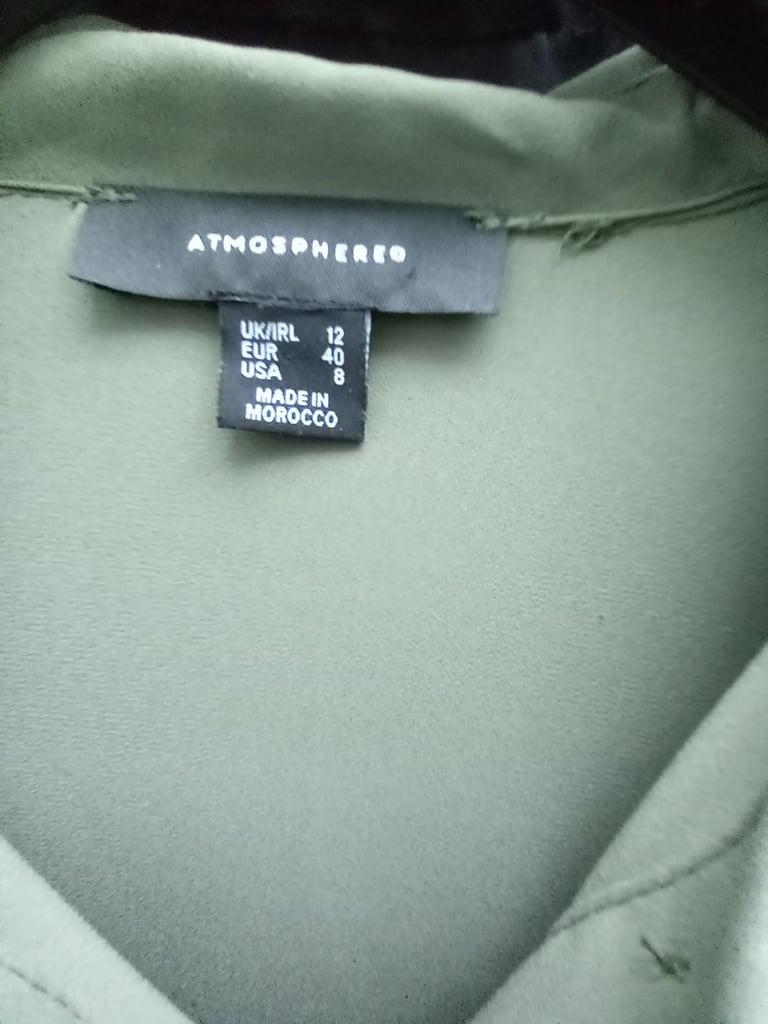 ATMOSPHERE®
UK/IRL 12
EUR 40
USA 8
MADE IN
MOROCCO